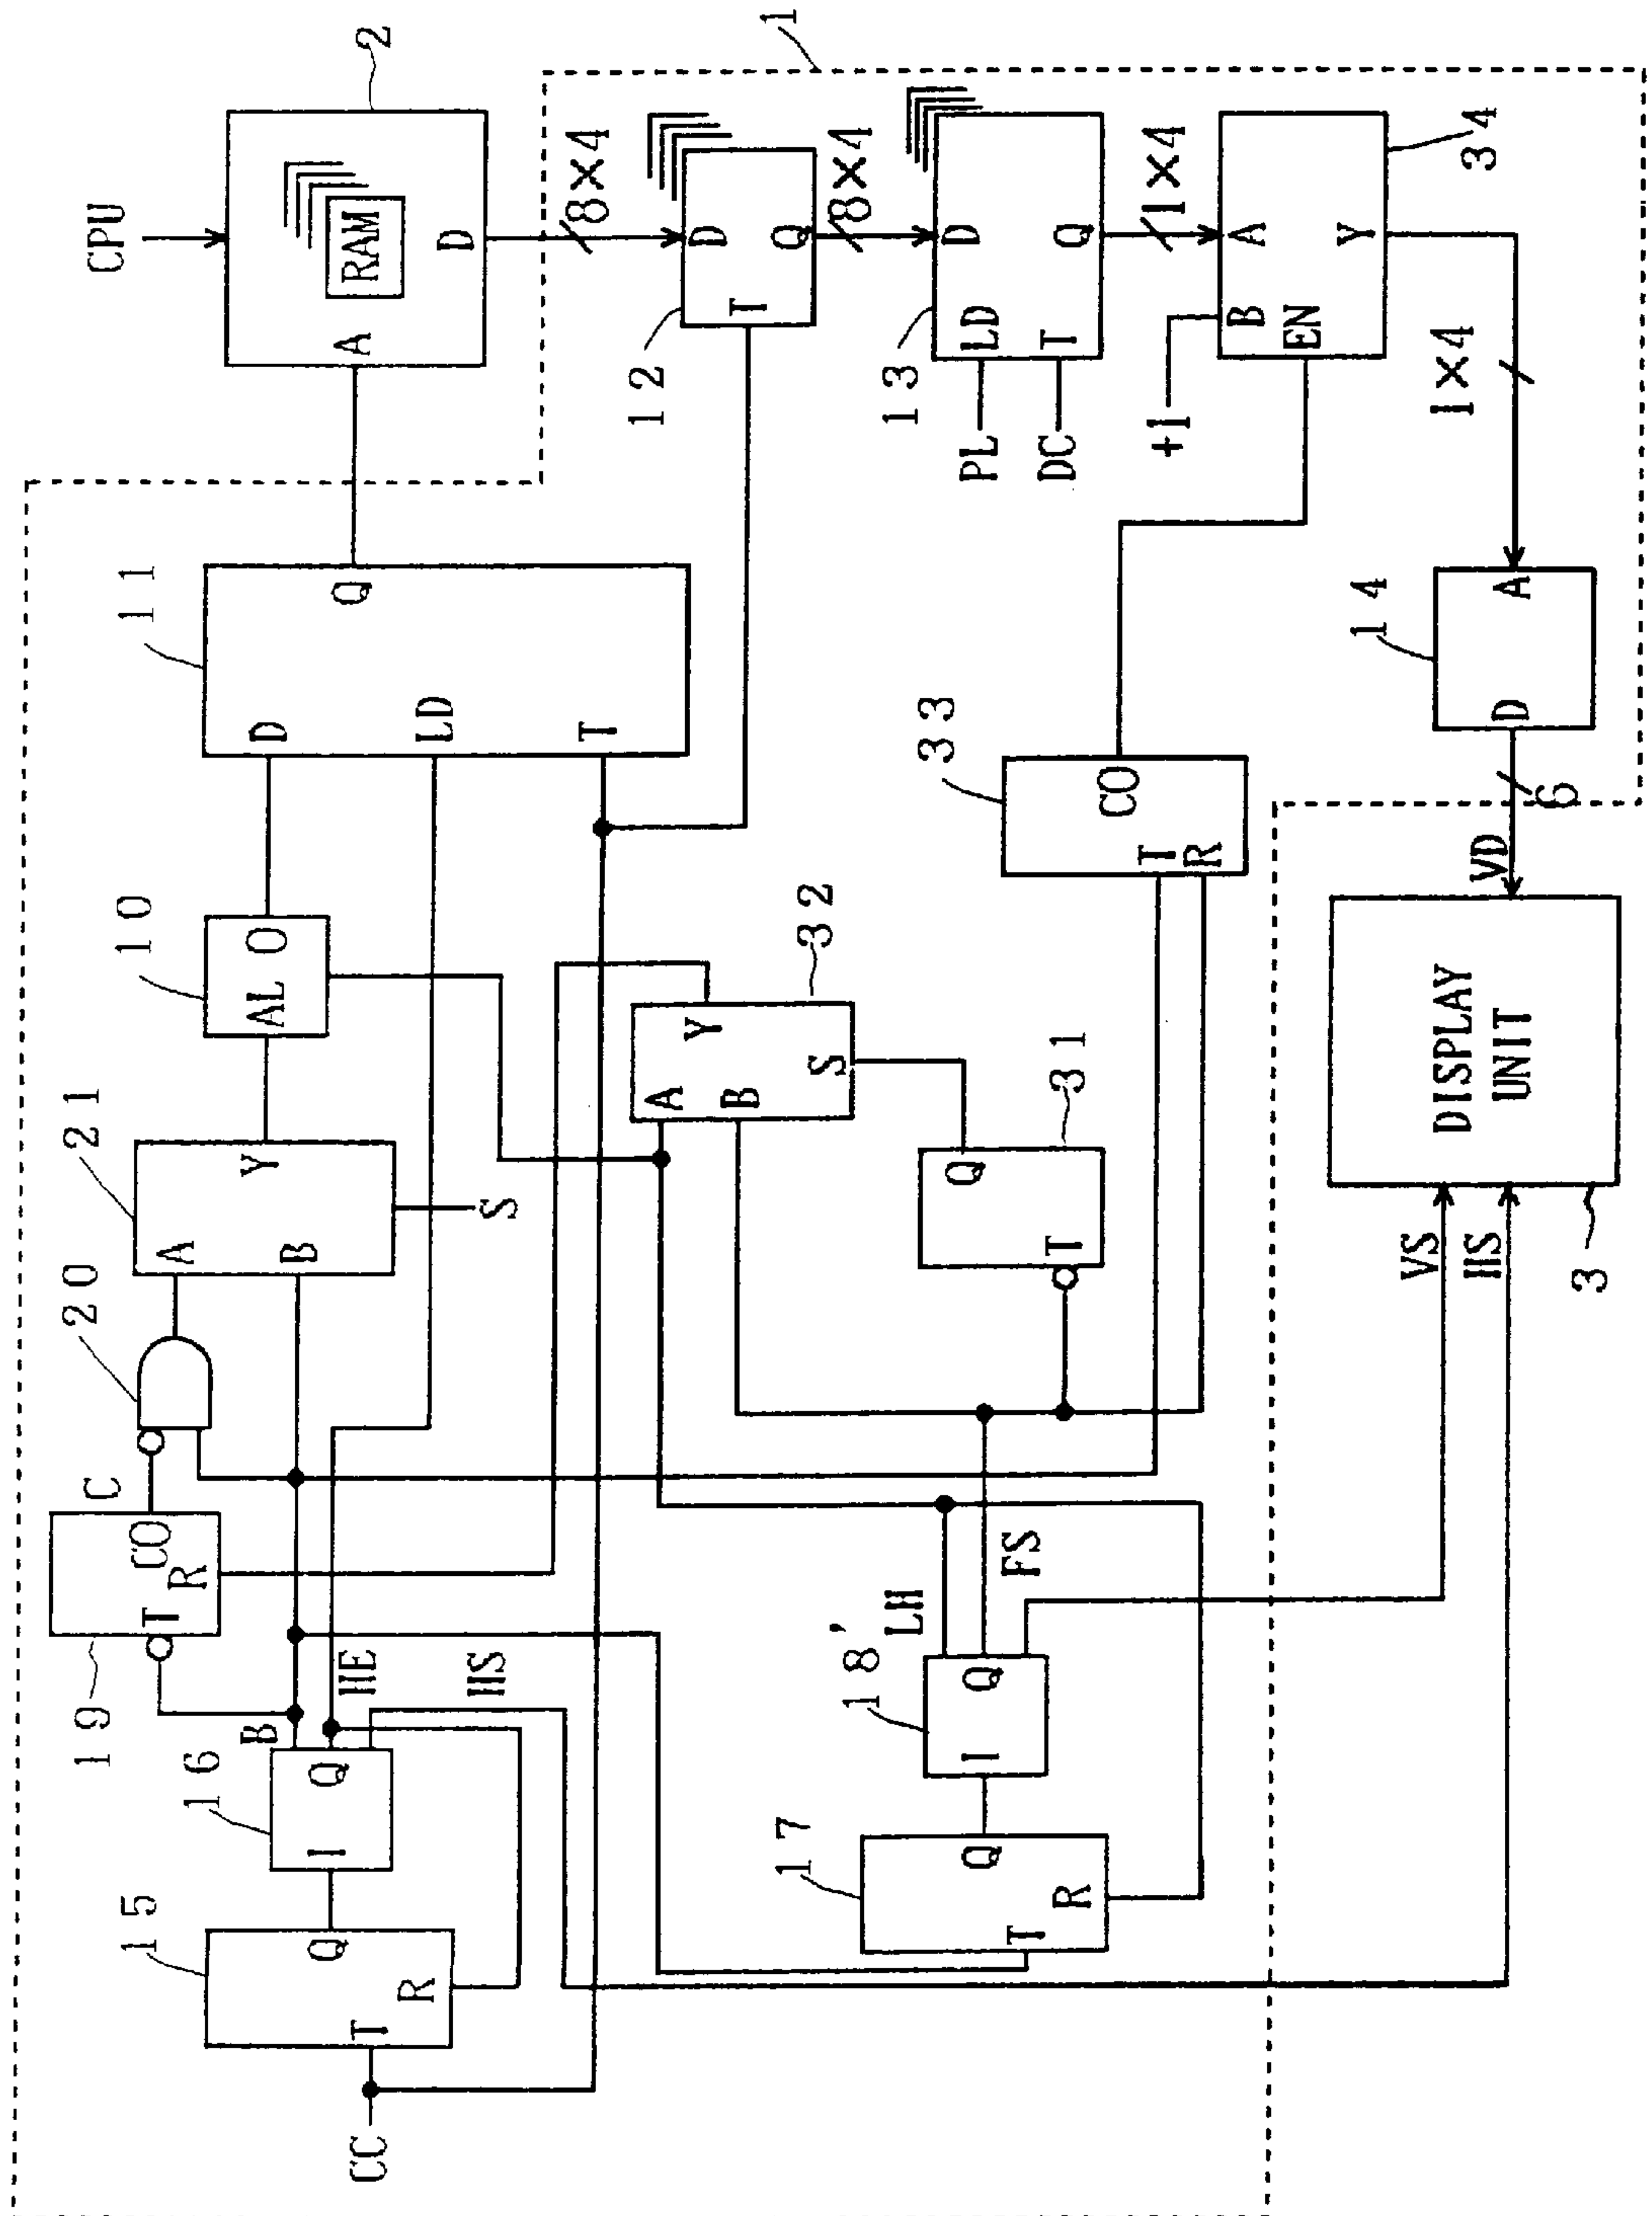 CPU
2
1
RAM
A
D
8×4
11
D
Q
LD
T
12
D
Q
T
8×4
13
D
Q
LD
T
PL
DC
1×4
+1
B
A
EN
Y
34
1×4
14
A
D
6
VD
10
AL
O
21
A
B
Y
S
20
C
19
CO
T
R
32
A
B
Y
S
31
Q
T
33
CO
T
R
DISPLAY
UNIT
3
VS
HS
B
HE
HS
16
I
Q
15
Q
T
R
CC
17
Q
T
R
18'
I
Q
LH
FS